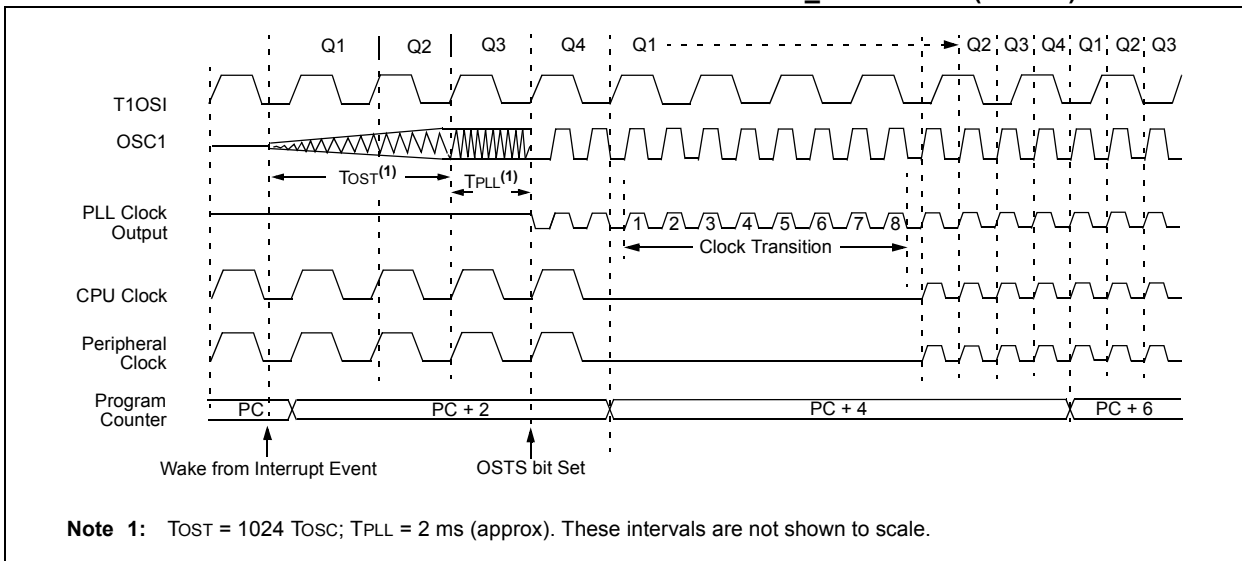 Q1 Q2 Q3 Q4 Q1 Q2 Q3 Q4 Q1 Q2 Q3
T1OSI
OSC1
TOST(1)
TPLL(1)
PLL Clock
Output
1 2 3 4 5 6 7 8
Clock Transition
CPU Clock
Peripheral
Clock
Program
Counter
PC PC + 2 PC + 4 PC + 6
Wake from Interrupt Event
OSTS bit Set
Note 1: TOST = 1024 TOSC; TPLL = 2 ms (approx). These intervals are not shown to scale.